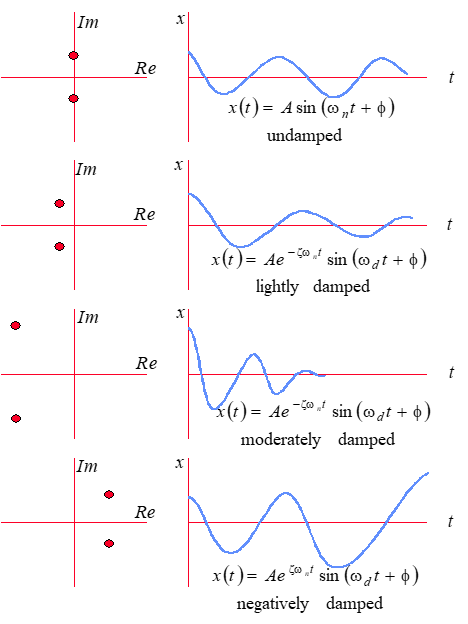 Im x
Re t
x(t) = A sin (ω_n t + ϕ)
undamped
Im x
Re t
x(t) = Ae^{−ζω_n t} sin (ω_d t + ϕ)
lightly damped
Im x
Re t
x(t) = Ae^{−ζω_n t} sin (ω_d t + ϕ)
moderately damped
Im x
Re t
x(t) = Ae^{ζω_n t} sin (ω_d t + ϕ)
negatively damped